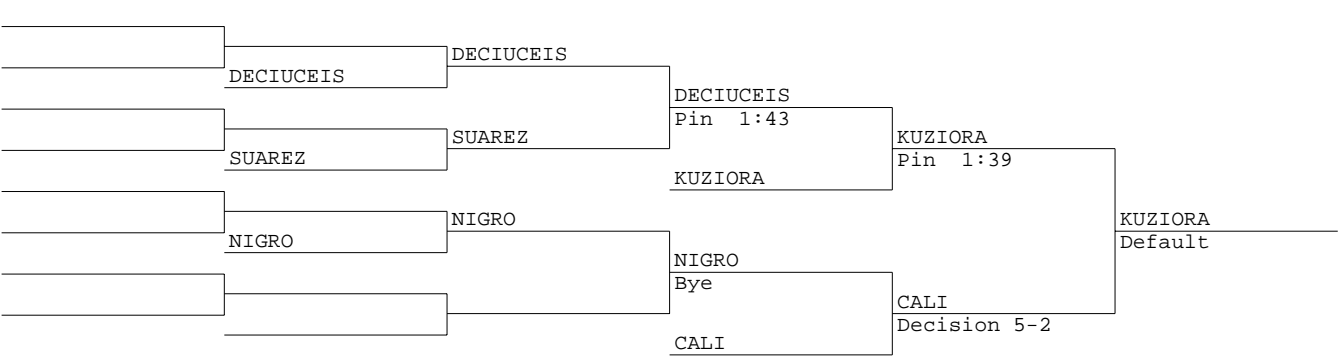 DECIUCEIS
DECIUCEIS
DECIUCEIS
Pin 1:43
SUAREZ
KUZIORA
Pin 1:39
SUAREZ
KUZIORA
NIGRO
KUZIORA
Default
NIGRO
NIGRO
Bye
CALI
Decision 5-2
CALI